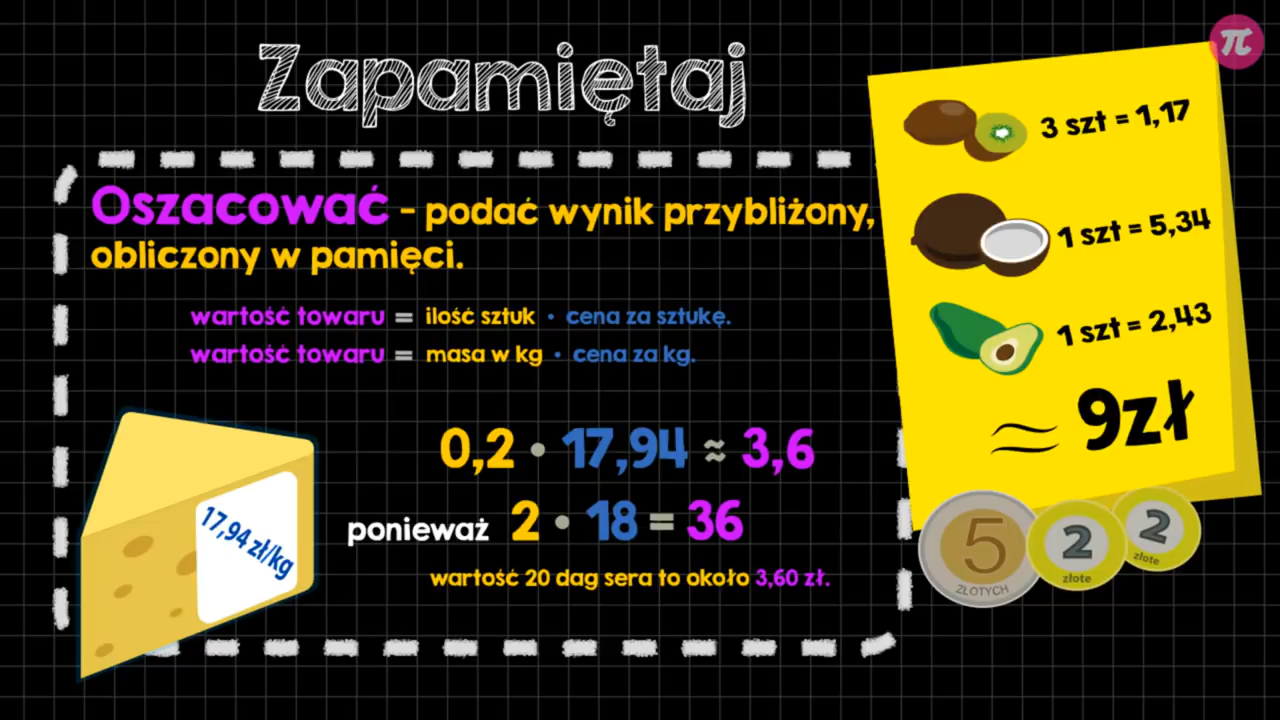 Zapamiętaj
Oszacować - podać wynik przybliżony,
obliczony w pamięci.
wartość towaru = ilość sztuk · cena za sztukę.
wartość towaru = masa w kg · cena za kg.
0,2 · 17,94 ≈ 3,6
ponieważ 2 · 18 = 36
wartość 20 dag sera to około 3,60 zł.
17,94 zł/kg
π
3 szt = 1,17
1 szt = 5,34
1 szt = 2,43
≈ 9zł
5
ZŁOTYCH
2
złote
2
złote